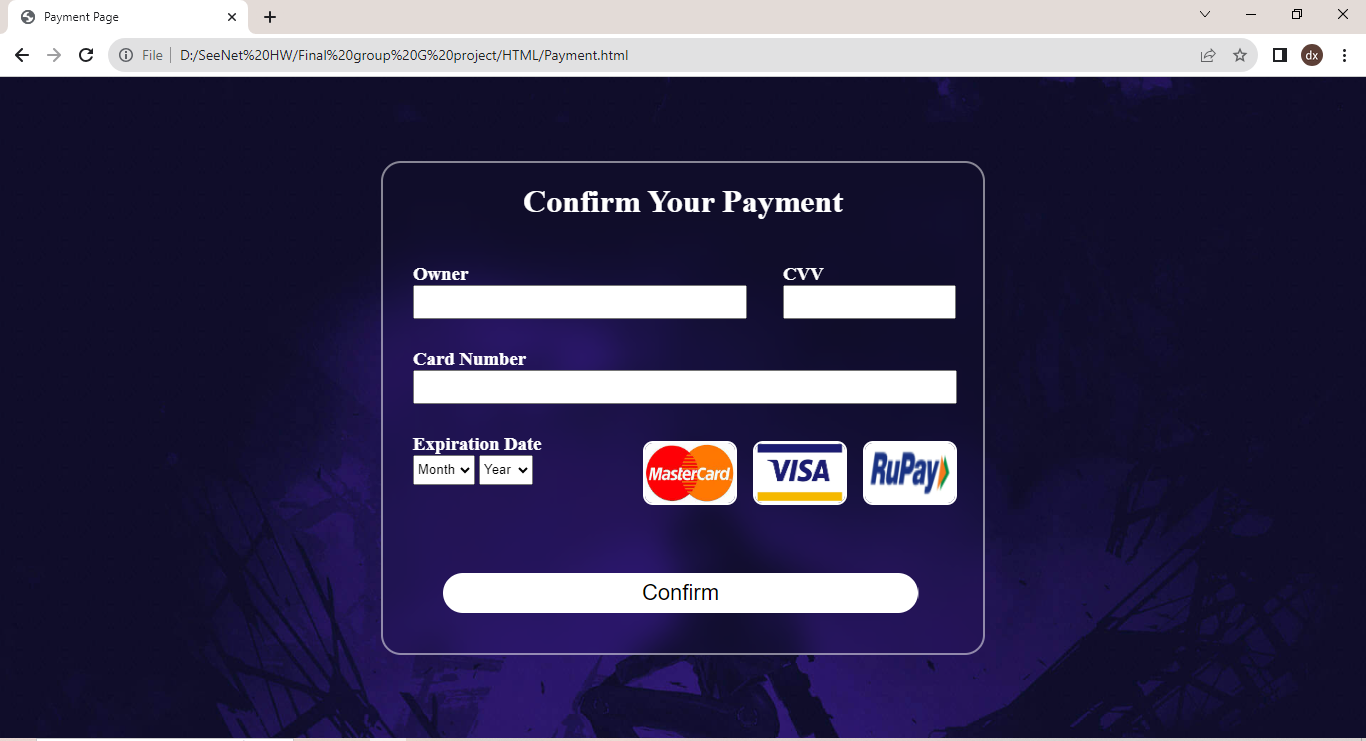 Payment Page
File
D:/SeeNet%20HW/Final%20group%20G%20project/HTML/Payment.html
dx
Confirm Your Payment
Owner CVV
Card Number
Expiration Date
Month Year
MasterCard VISA RuPay
Confirm